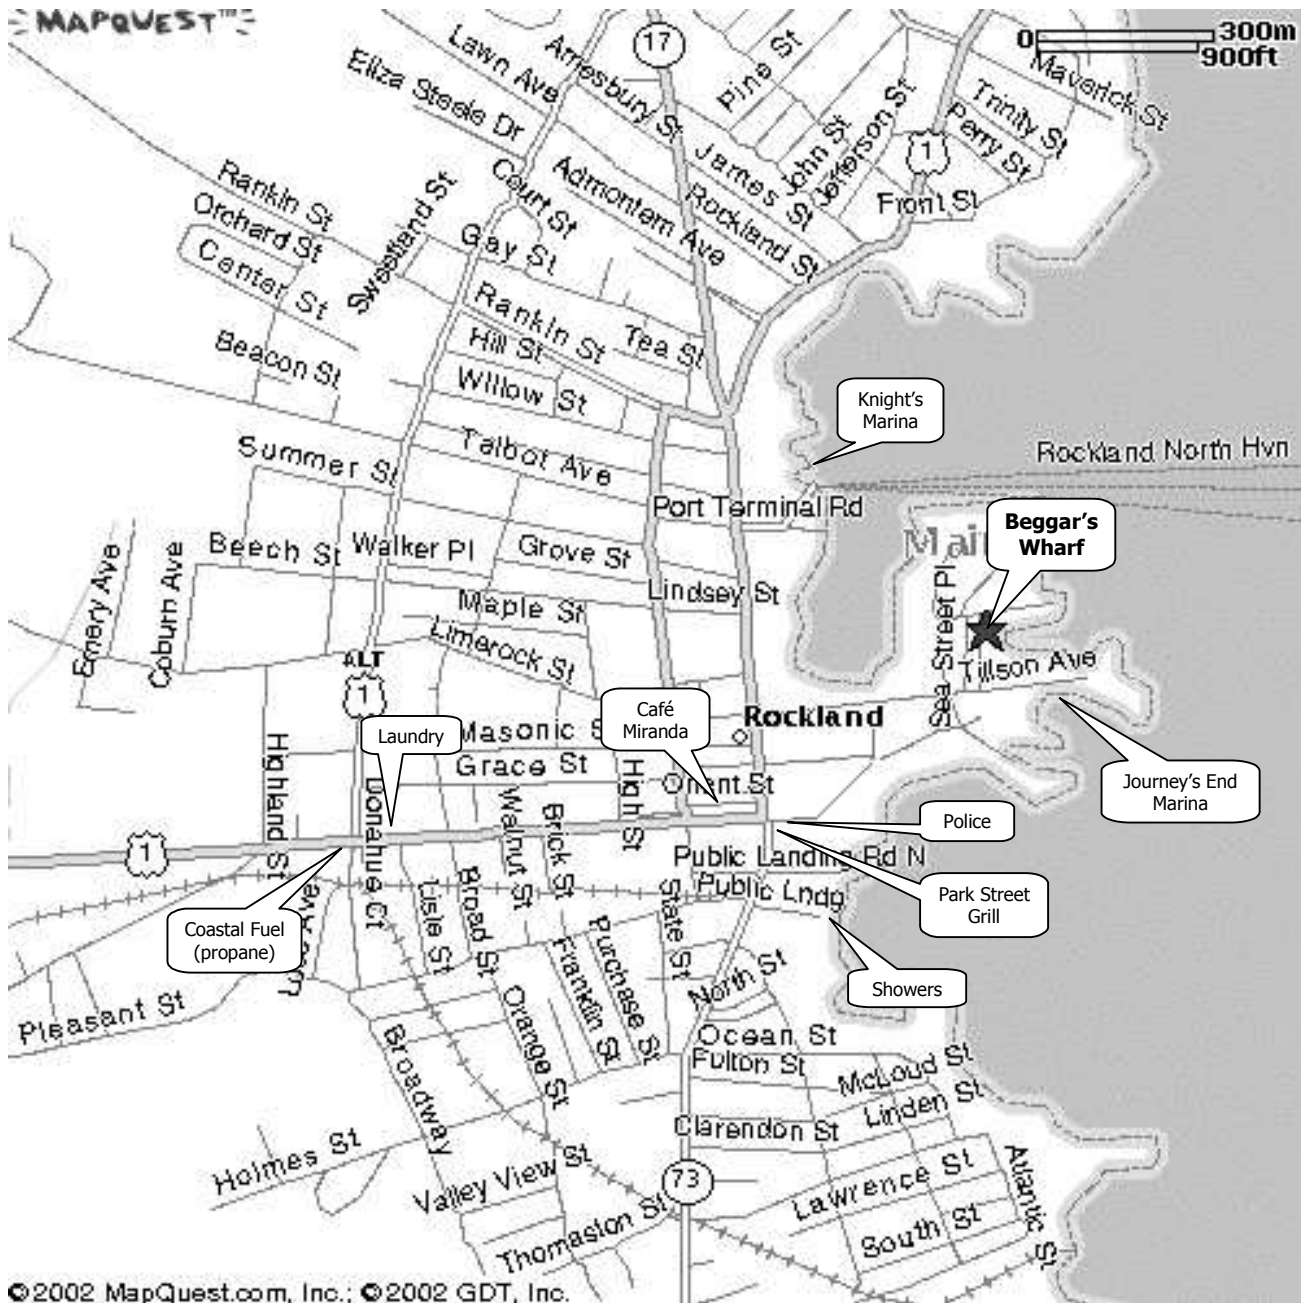 MAPQUEST™
0 300m
900ft
17
Lawn Ave
Amesbury St
Pine St
Maverick St
Eliza Steele Dr
Trinity St
Perry St
John St
Jefferson St
1
James St
Front St
Rankin St
Court St
Admontem Ave
Rockland St
Orchard St
Sweetland St
Gay St
Center St
Rankin St
Tea St
Hill St
Beacon St
Willow St
Knight's
Marina
Talbot Ave
Summer St
Rockland North Hvn
Port Terminal Rd
Beggar's
Wharf
Emery Ave
Coburn Ave
Beech St
Walker Pl
Grove St
Lindsey St
Sea Street Pl
Maple St
Limerock St
Tillson Ave
ALT
1
Café
Miranda
Rockland
Laundry
Masonic S
Grace St
Orient St
Journey's End
Marina
Highland St
Donahue Ct
High St
Walnut St
Brick St
Police
1
Public Landing Rd N
Public Lndg
Park Street
Grill
Coastal Fuel
(propane)
Lisle St
Broad St
State St
Purchase St
Franklin St
North St
Showers
Pleasant St
Broadway
Orange St
Ocean St
Fulton St
McLoud St
Linden St
Clarendon St
Holmes St
Valley View St
73
Lawrence St
Atlantic St
Thomaston St
South St
©2002 MapQuest.com, Inc.; ©2002 GDT, Inc.